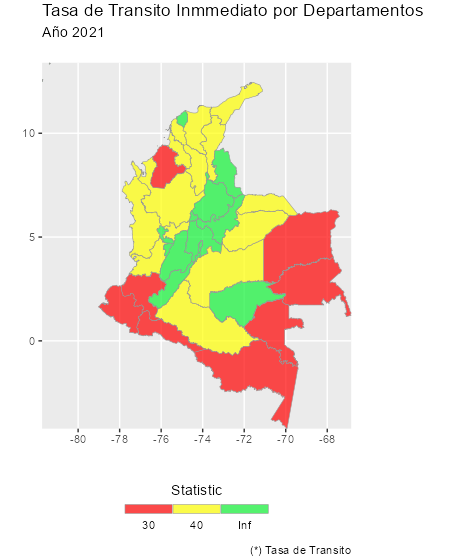 Tasa de Transito Inmmediato por Departamentos
Año 2021
10
5
0
-80 -78 -76 -74 -72 -70 -68
Statistic
30 40 Inf
(*) Tasa de Transito